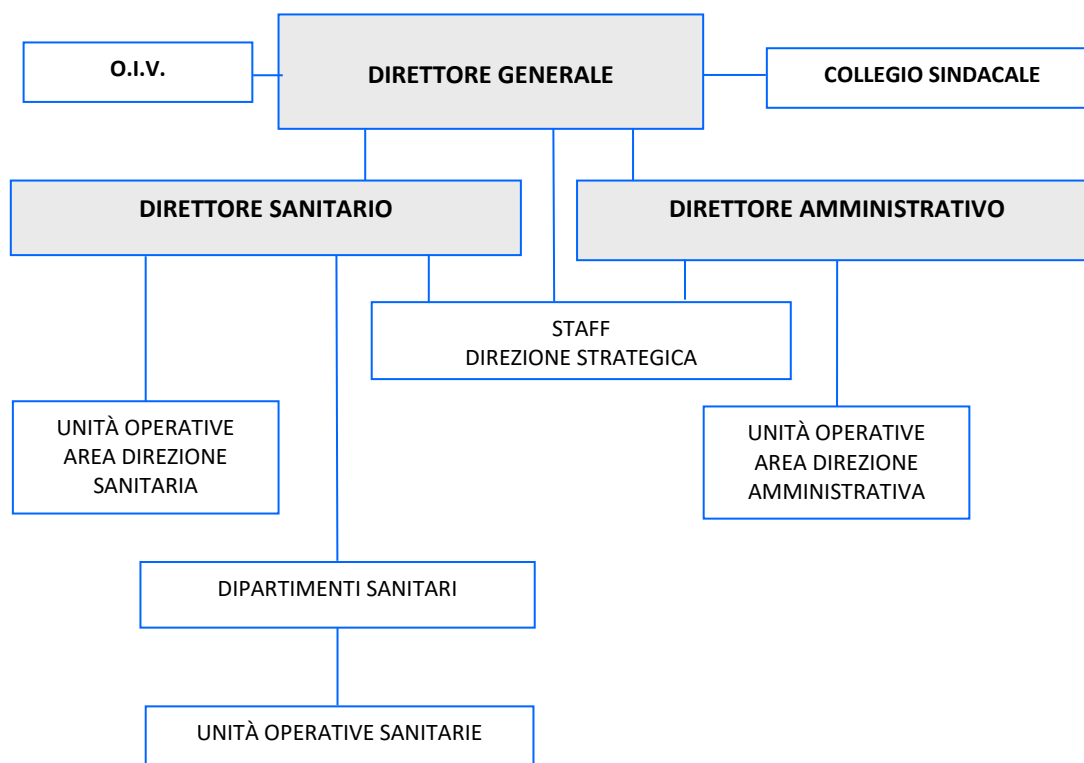 O.I.V.
DIRETTORE GENERALE
COLLEGIO SINDACALE
DIRETTORE SANITARIO
DIRETTORE AMMINISTRATIVO
STAFF
DIREZIONE STRATEGICA
UNITÀ OPERATIVE
AREA DIREZIONE
SANITARIA
UNITÀ OPERATIVE
AREA DIREZIONE
AMMINISTRATIVA
DIPARTIMENTI SANITARI
UNITÀ OPERATIVE SANITARIE